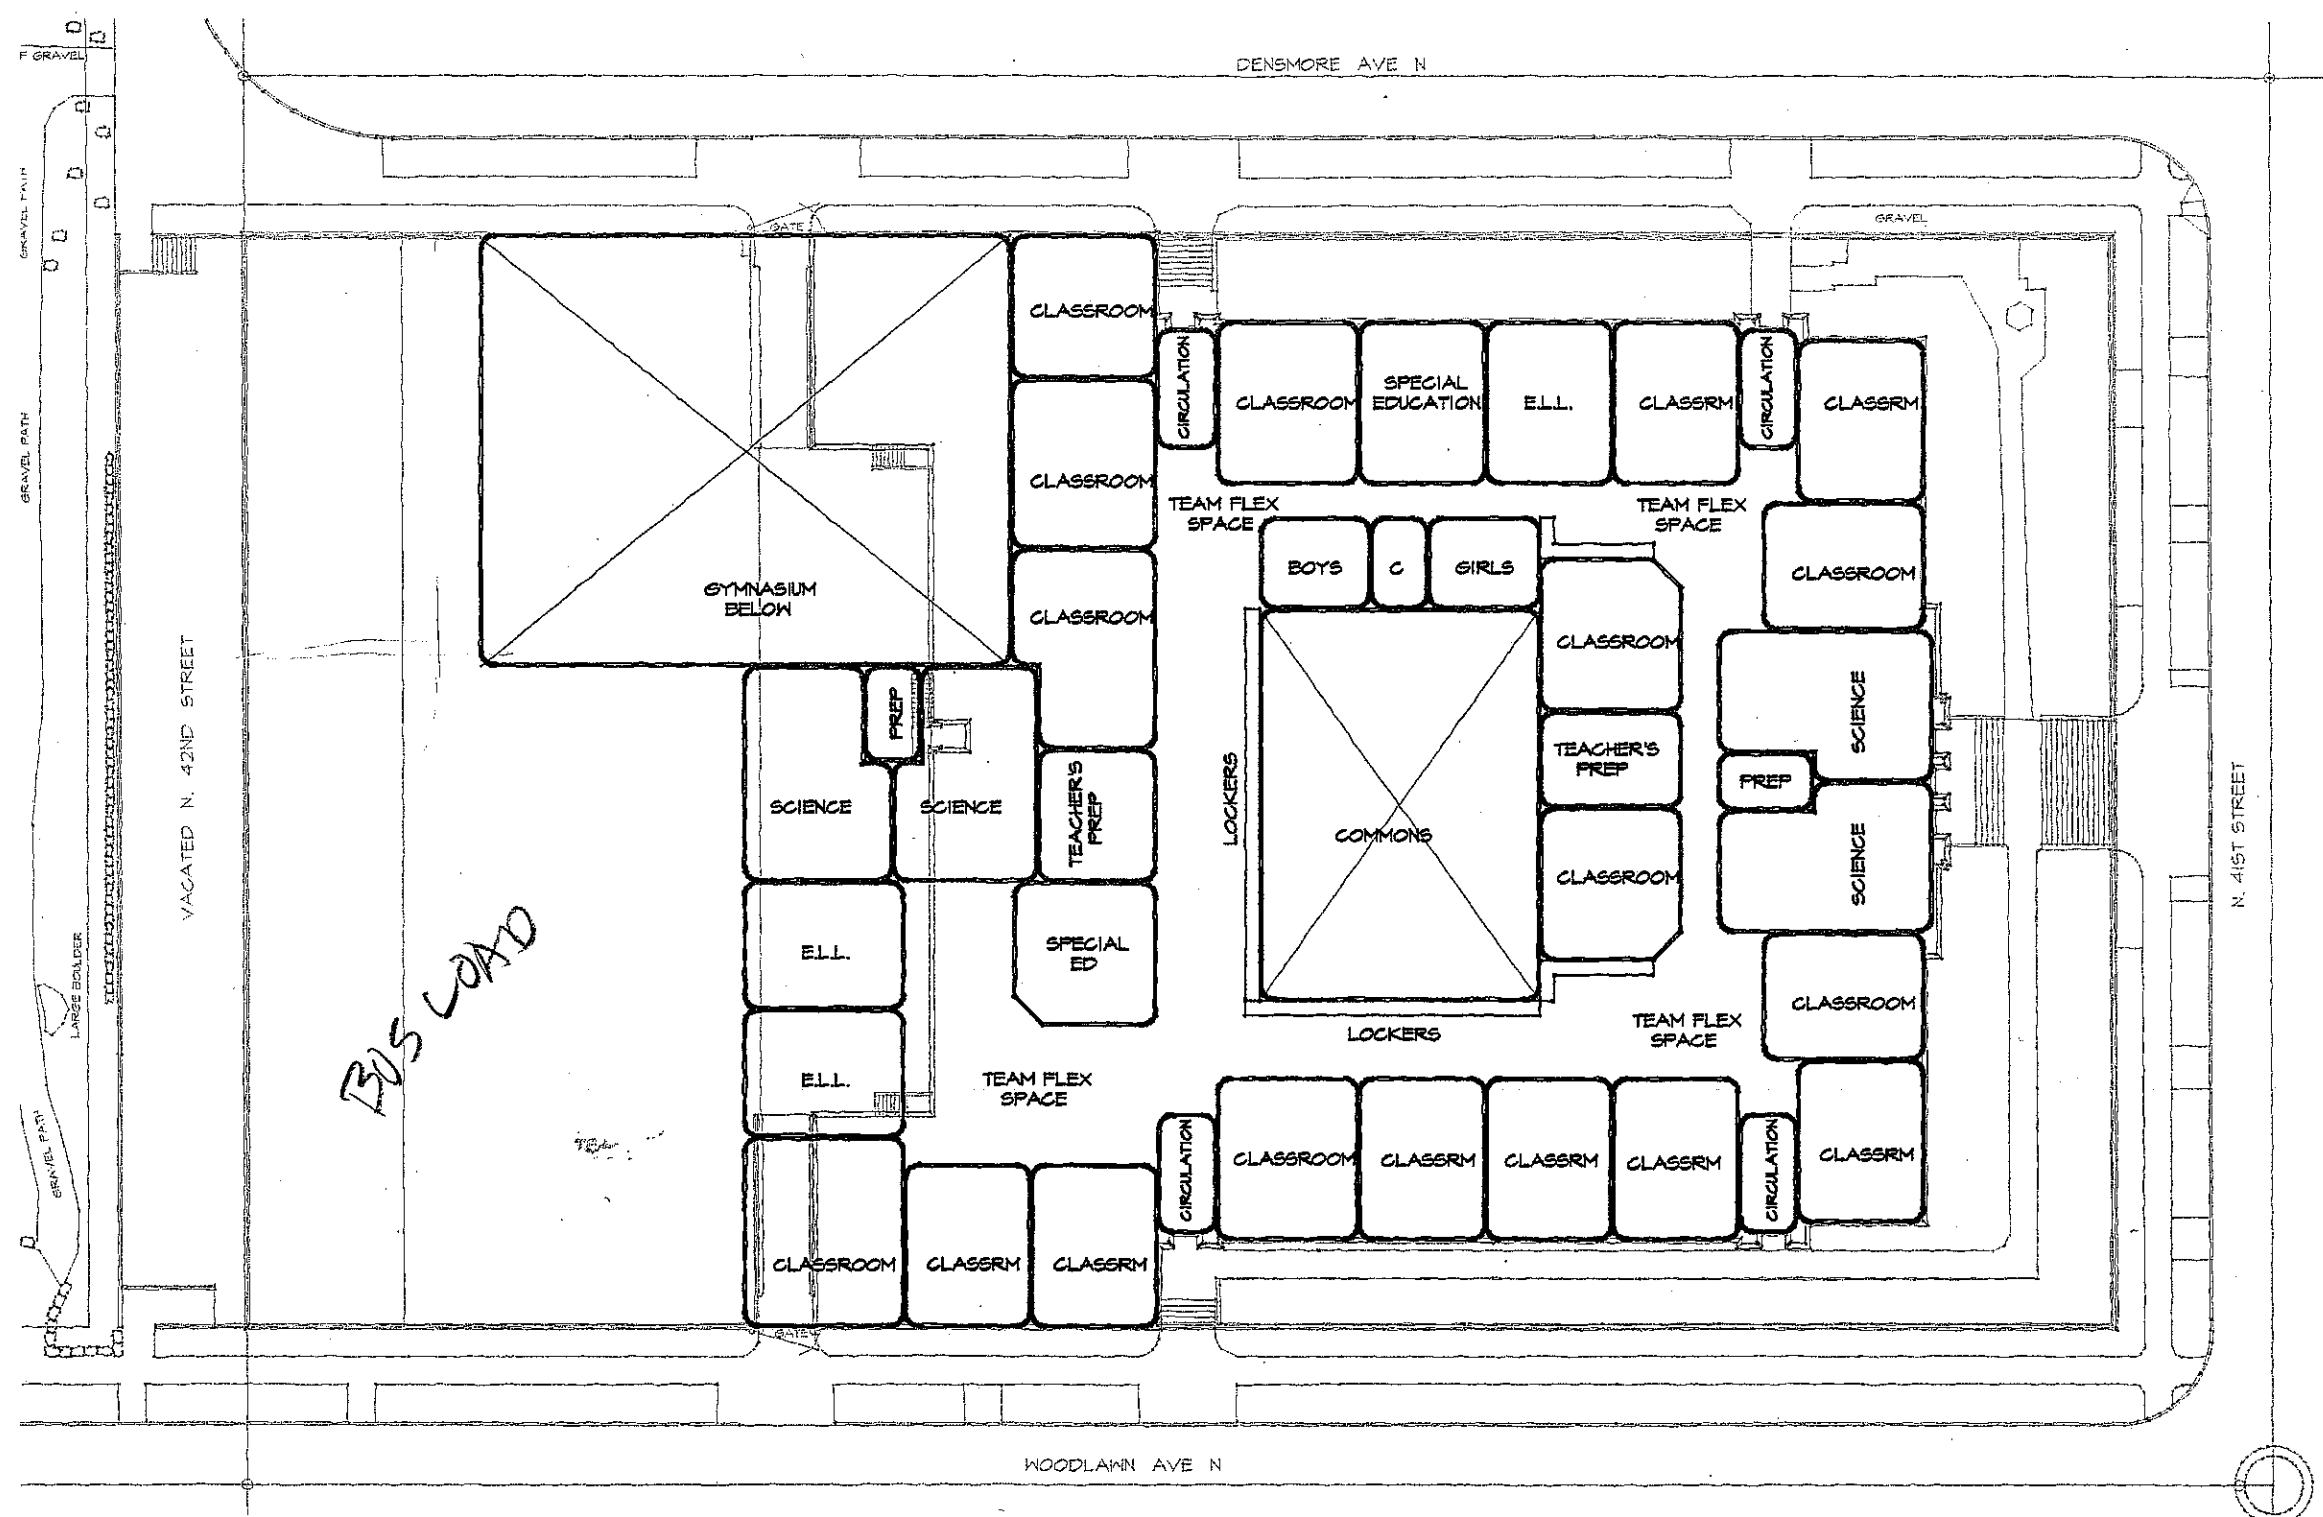 F GRAVEL
DENSMORE AVE N
GRAVEL PATH
GATE
GRAVEL
CLASSROOM
CIRCULATION
CIRCULATION
CLASSROOM
SPECIAL
EDUCATION
E.L.L.
CLASSRM
CLASSRM
GRAVEL PATH
CLASSROOM
TEAM FLEX
SPACE
TEAM FLEX
SPACE
BOYS
C
GIRLS
CLASSROOM
GYMNASIUM
BELOW
CLASSROOM
CLASSROOM
VACATED N. 42ND STREET
PREP
SCIENCE
SCIENCE
TEACHER'S
PREP
LOCKERS
COMMONS
TEACHER'S
PREP
SCIENCE
PREP
SCIENCE
N. 41ST STREET
CLASSROOM
BUS LOAD
LARGE BOULDER
E.L.L.
SPECIAL
ED
CLASSROOM
LOCKERS
TEAM FLEX
SPACE
E.L.L.
TEAM FLEX
SPACE
GRAVEL PATH
CIRCULATION
CLASSROOM
CLASSRM
CLASSRM
CLASSRM
CIRCULATION
CLASSRM
CLASSROOM
CLASSRM
CLASSRM
GATE
WOODLAWN AVE N